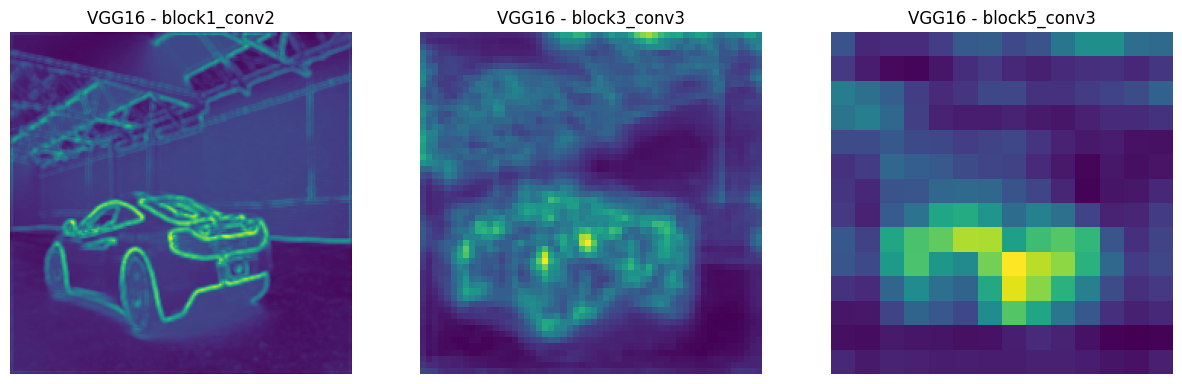 VGG16 - block1_conv2
VGG16 - block3_conv3
VGG16 - block5_conv3